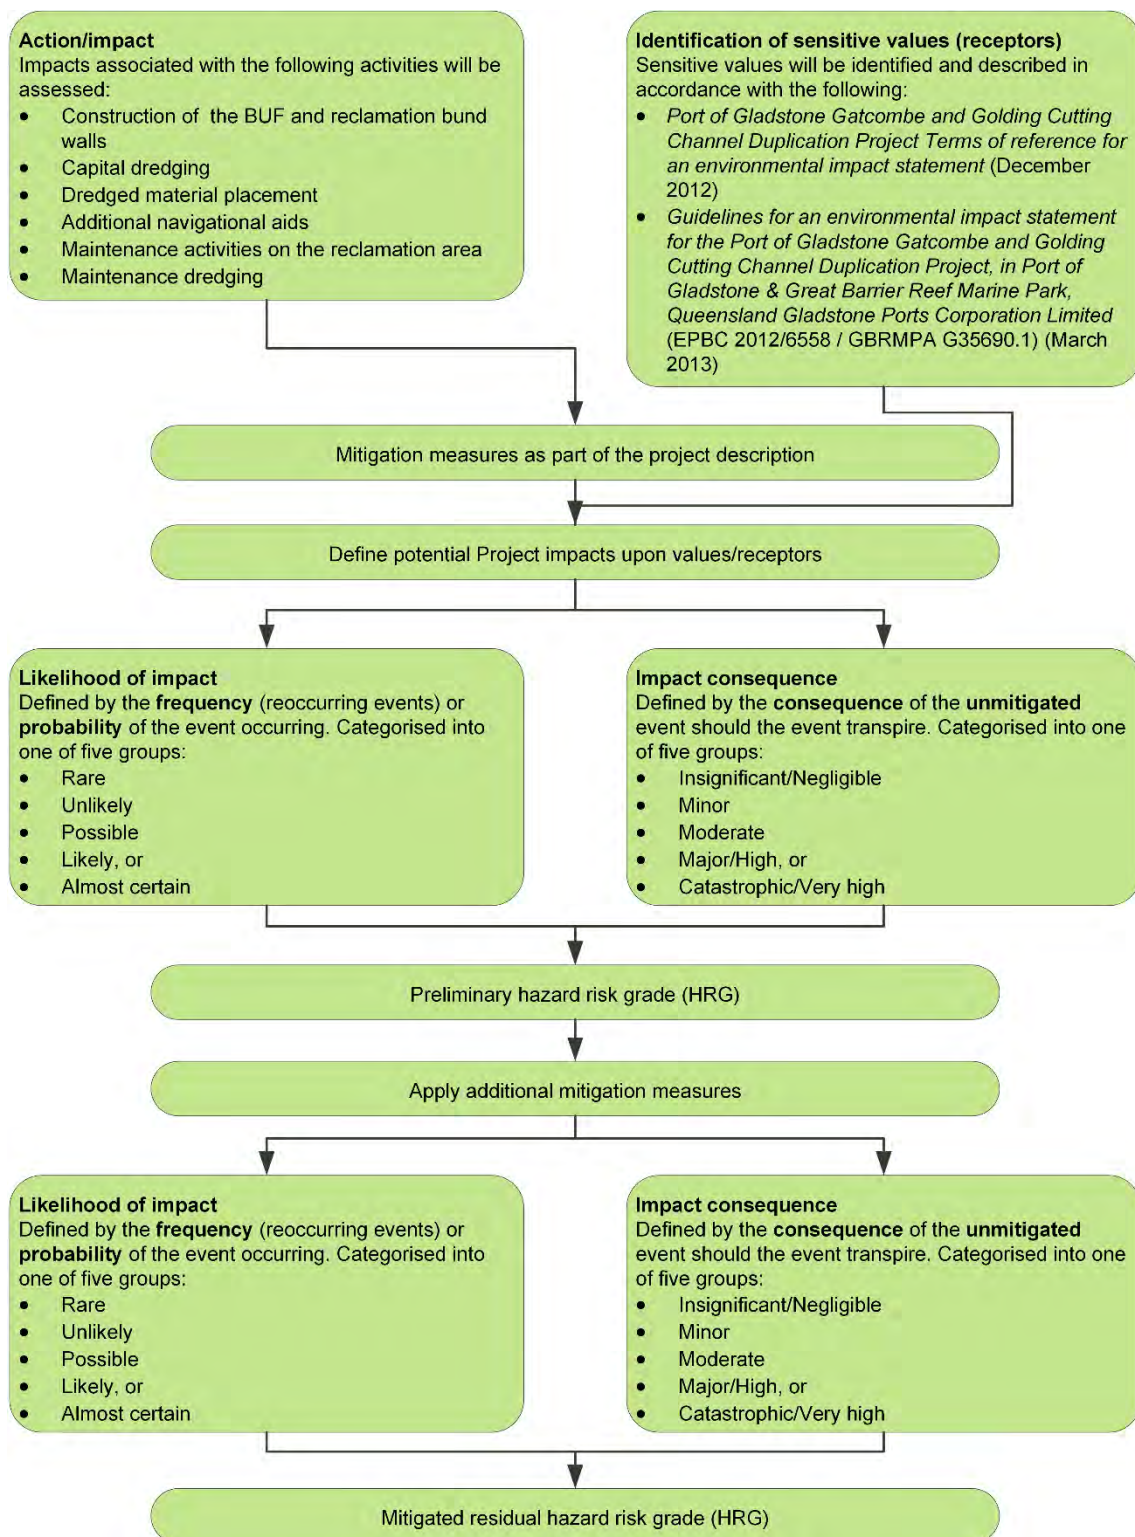 Action/impact
Impacts associated with the following activities will be
assessed:
• Construction of the BUF and reclamation bund
walls
• Capital dredging
• Dredged material placement
• Additional navigational aids
• Maintenance activities on the reclamation area
• Maintenance dredging
Identification of sensitive values (receptors)
Sensitive values will be identified and described in
accordance with the following:
• Port of Gladstone Gatcombe and Golding Cutting
Channel Duplication Project Terms of reference for
an environmental impact statement (December
2012)
• Guidelines for an environmental impact statement
for the Port of Gladstone Gatcombe and Golding
Cutting Channel Duplication Project, in Port of
Gladstone & Great Barrier Reef Marine Park,
Queensland Gladstone Ports Corporation Limited
(EPBC 2012/6558 / GBRMPA G35690.1) (March
2013)
Mitigation measures as part of the project description
Define potential Project impacts upon values/receptors
Likelihood of impact
Defined by the frequency (reoccurring events) or
probability of the event occurring. Categorised into
one of five groups:
• Rare
• Unlikely
• Possible
• Likely, or
• Almost certain
Impact consequence
Defined by the consequence of the unmitigated
event should the event transpire. Categorised into one
of five groups:
• Insignificant/Negligible
• Minor
• Moderate
• Major/High, or
• Catastrophic/Very high
Preliminary hazard risk grade (HRG)
Apply additional mitigation measures
Likelihood of impact
Defined by the frequency (reoccurring events) or
probability of the event occurring. Categorised into
one of five groups:
• Rare
• Unlikely
• Possible
• Likely, or
• Almost certain
Impact consequence
Defined by the consequence of the unmitigated
event should the event transpire. Categorised into one
of five groups:
• Insignificant/Negligible
• Minor
• Moderate
• Major/High, or
• Catastrophic/Very high
Mitigated residual hazard risk grade (HRG)